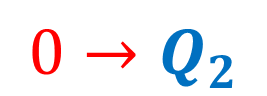 0 → Q₂